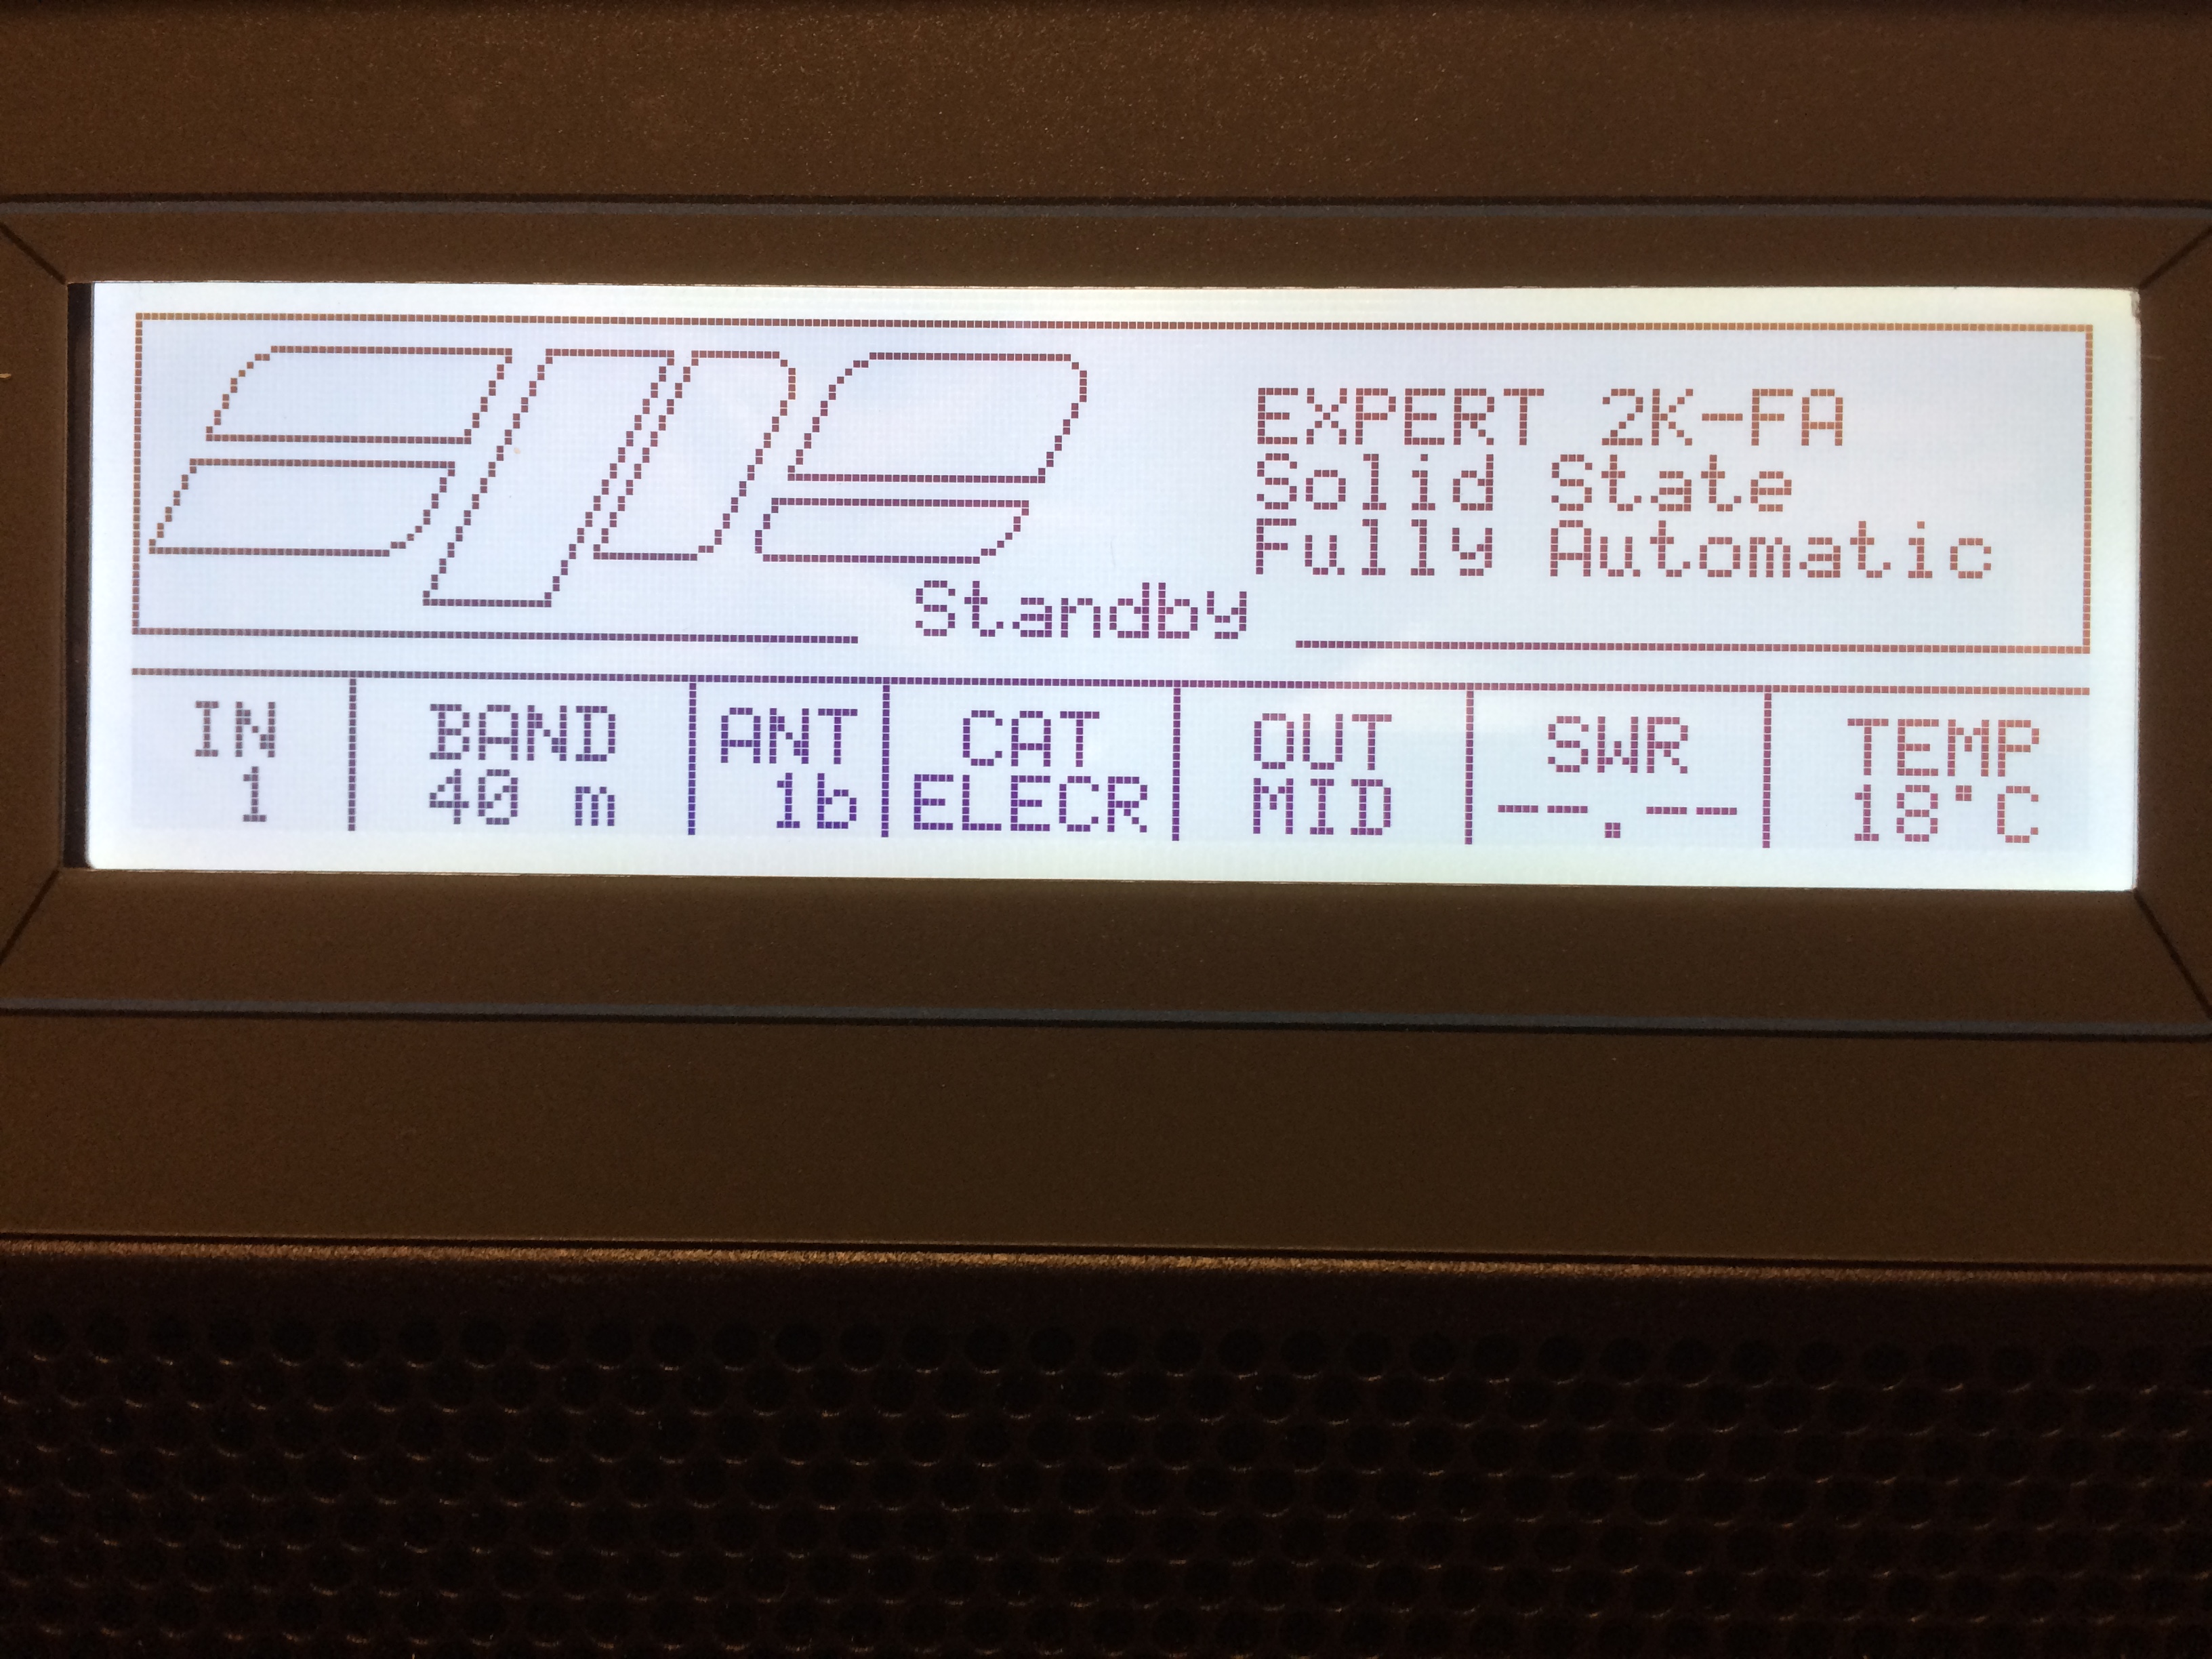 spe
EXPERT 2K-FA
Solid State
Fully Automatic
Standby
IN BAND ANT CAT OUT SWR TEMP
1 40 m 1b ELECR MID --.-- 18°C